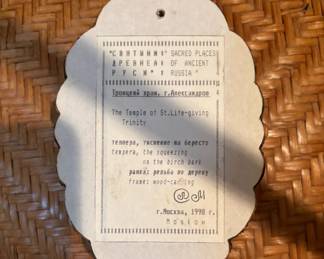 "СВЯТЫНИ SACRED PLACES
ДРЕВНЕЙ OF ANCIENT
РУСИ" RUSSIA"
Троицкий храм, г.Александров
The Temple of St.Life-giving
Trinity
темпера, тиснение на бересте
tempera, the squeezing
on the birch bark
рамка: резьба по дереву
frame: wood-carving
г.Москва, 1998 г.
Moscow